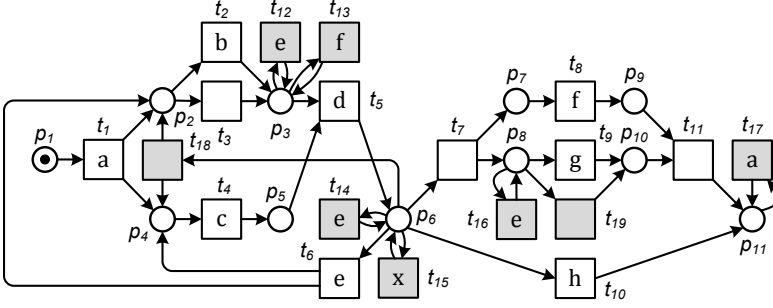 t2 t12 t13
b e f
t8
p7 p9
t1 p2 d t5 f
p1 t3 p3 t7 p8 t9 p10 t11 t17
a t18 g a
t4 p5 t14
p4 c e p6 t16 e t19 p11
t6
e x t15 h t10